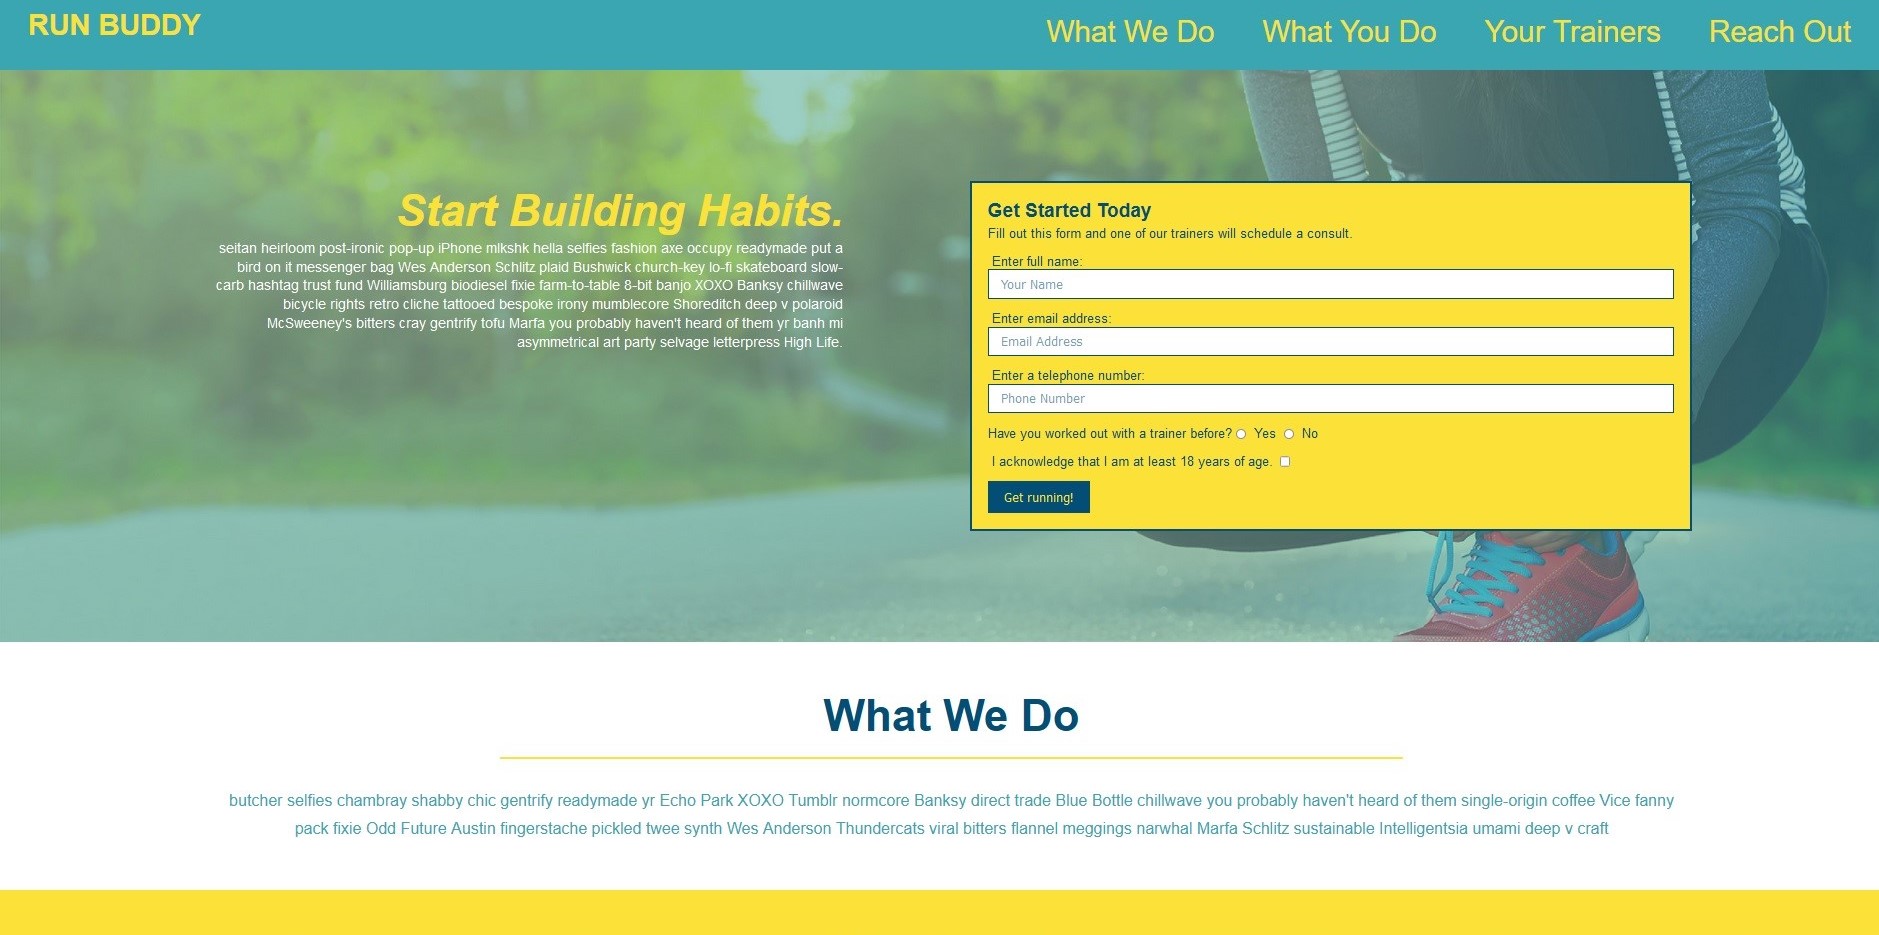 RUN BUDDY
What We Do What You Do Your Trainers Reach Out
Start Building Habits.
seitan heirloom post-ironic pop-up iPhone mlkshk hella selfies fashion axe occupy readymade put a
bird on it messenger bag Wes Anderson Schlitz plaid Bushwick church-key lo-fi skateboard slow-
carb hashtag trust fund Williamsburg biodiesel fixie farm-to-table 8-bit banjo XOXO Banksy chillwave
bicycle rights retro cliche tattooed bespoke irony mumblecore Shoreditch deep v polaroid
McSweeney's bitters cray gentrify tofu Marfa you probably haven't heard of them yr banh mi
asymmetrical art party selvage letterpress High Life.
Get Started Today
Fill out this form and one of our trainers will schedule a consult.
Enter full name:
Your Name
Enter email address:
Email Address
Enter a telephone number:
Phone Number
Have you worked out with a trainer before? Yes No
I acknowledge that I am at least 18 years of age.
Get running!
What We Do
butcher selfies chambray shabby chic gentrify readymade yr Echo Park XOXO Tumblr normcore Banksy direct trade Blue Bottle chillwave you probably haven't heard of them single-origin coffee Vice fanny
pack fixie Odd Future Austin fingerstache pickled twee synth Wes Anderson Thundercats viral bitters flannel meggings narwhal Marfa Schlitz sustainable Intelligentsia umami deep v craft